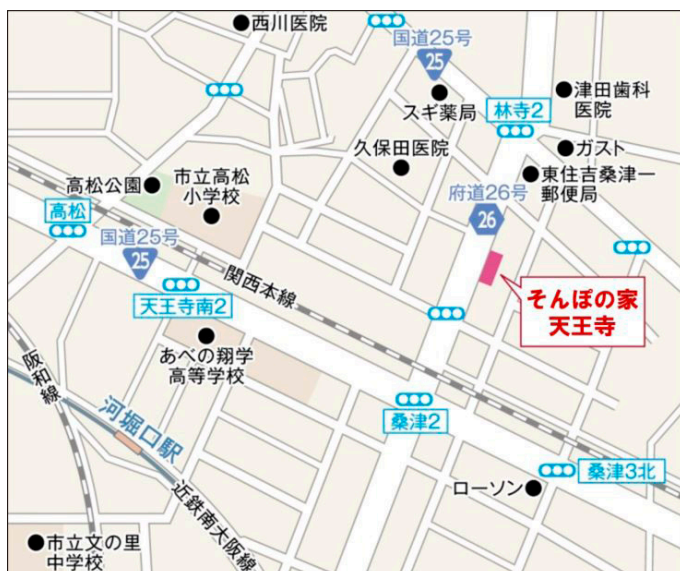 西川医院
国道25号
25
スギ薬局
津田歯科
医院
林寺2
久保田医院
ガスト
東住吉桑津一
郵便局
高松公園
市立高松
小学校
府道26号
26
高松
国道25号
25
天王寺南2
関西本線
そんぽの家
天王寺
あべの翔学
高等学校
阪和線
河堀口駅
桑津2
桑津3北
ローソン
近鉄南大阪線
市立文の里
中学校